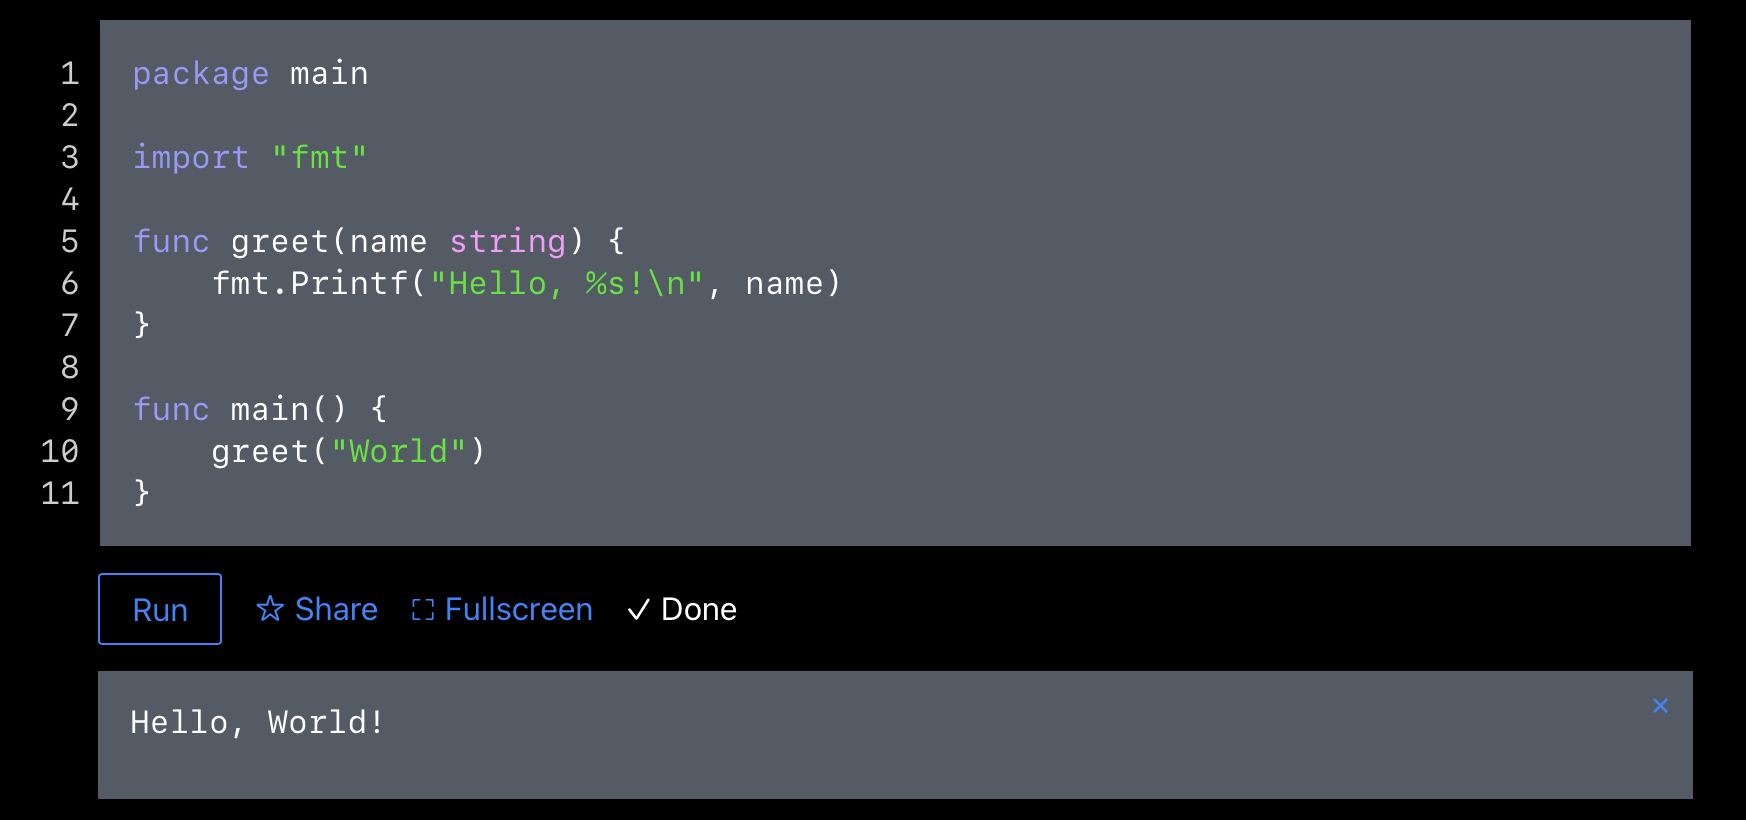 1 package main
2
3 import "fmt"
4
5 func greet(name string) {
6     fmt.Printf("Hello, %s!\n", name)
7 }
8
9 func main() {
10     greet("World")
11 }
Run Share Fullscreen Done
Hello, World!